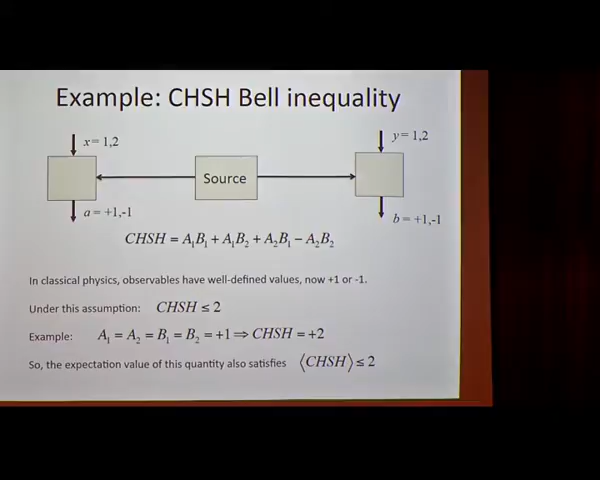 Example: CHSH Bell inequality
x = 1,2
y = 1,2
Source
a = +1,-1
b = +1,-1
CHSH = A₁B₁ + A₁B₂ + A₂B₁ − A₂B₂
In classical physics, observables have well-defined values, now +1 or -1.
Under this assumption: CHSH ≤ 2
Example: A₁ = A₂ = B₁ = B₂ = +1 ⇒ CHSH = +2
So, the expectation value of this quantity also satisfies ⟨CHSH⟩ ≤ 2